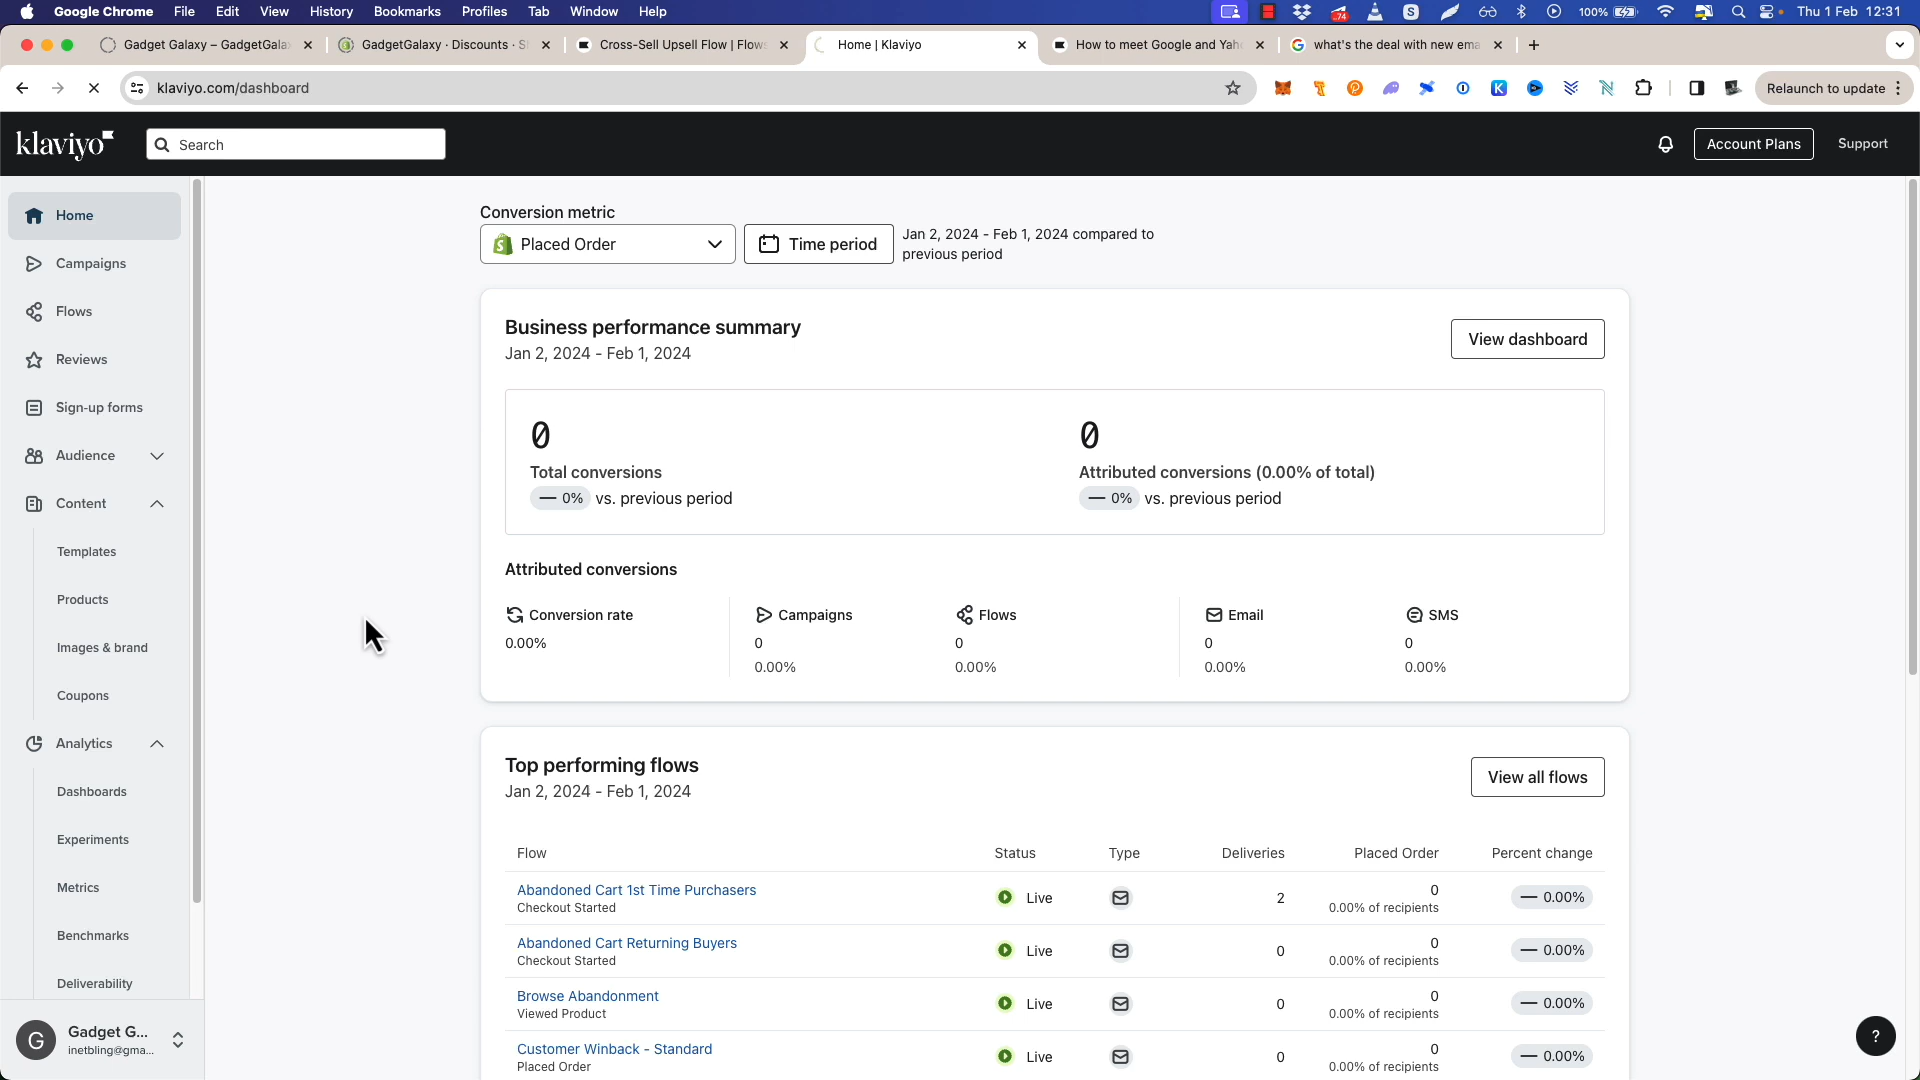 Google Chrome File Edit View History Bookmarks Profiles Tab Window Help
74 S 100% Thu 1 Feb 12:31
Gadget Galaxy – GadgetGala
GadgetGalaxy · Discounts · S
Cross-Sell Upsell Flow | Flow
Home | Klaviyo
How to meet Google and Yah
what's the deal with new ema
klaviyo.com/dashboard
Relaunch to update
klaviyo
Search
Account Plans
Support
Home
Campaigns
Flows
Reviews
Sign-up forms
Audience
Content
Templates
Products
Images & brand
Coupons
Analytics
Dashboards
Experiments
Metrics
Benchmarks
Deliverability
G
Gadget G...
inetbling@gma...
Conversion metric
Placed Order
Time period
Jan 2, 2024 - Feb 1, 2024 compared to
previous period
Business performance summary
Jan 2, 2024 - Feb 1, 2024
View dashboard
0
Total conversions
— 0% vs. previous period
0
Attributed conversions (0.00% of total)
— 0% vs. previous period
Attributed conversions
Conversion rate
0.00%
Campaigns
0
0.00%
Flows
0
0.00%
Email
0
0.00%
SMS
0
0.00%
Top performing flows
Jan 2, 2024 - Feb 1, 2024
View all flows
Flow Status Type Deliveries Placed Order Percent change
Abandoned Cart 1st Time Purchasers Live 2 0 — 0.00%
Checkout Started 0.00% of recipients
Abandoned Cart Returning Buyers Live 0 0 — 0.00%
Checkout Started 0.00% of recipients
Browse Abandonment Live 0 0 — 0.00%
Viewed Product 0.00% of recipients
Customer Winback - Standard Live 0 0 — 0.00%
Placed Order 0.00% of recipients
?